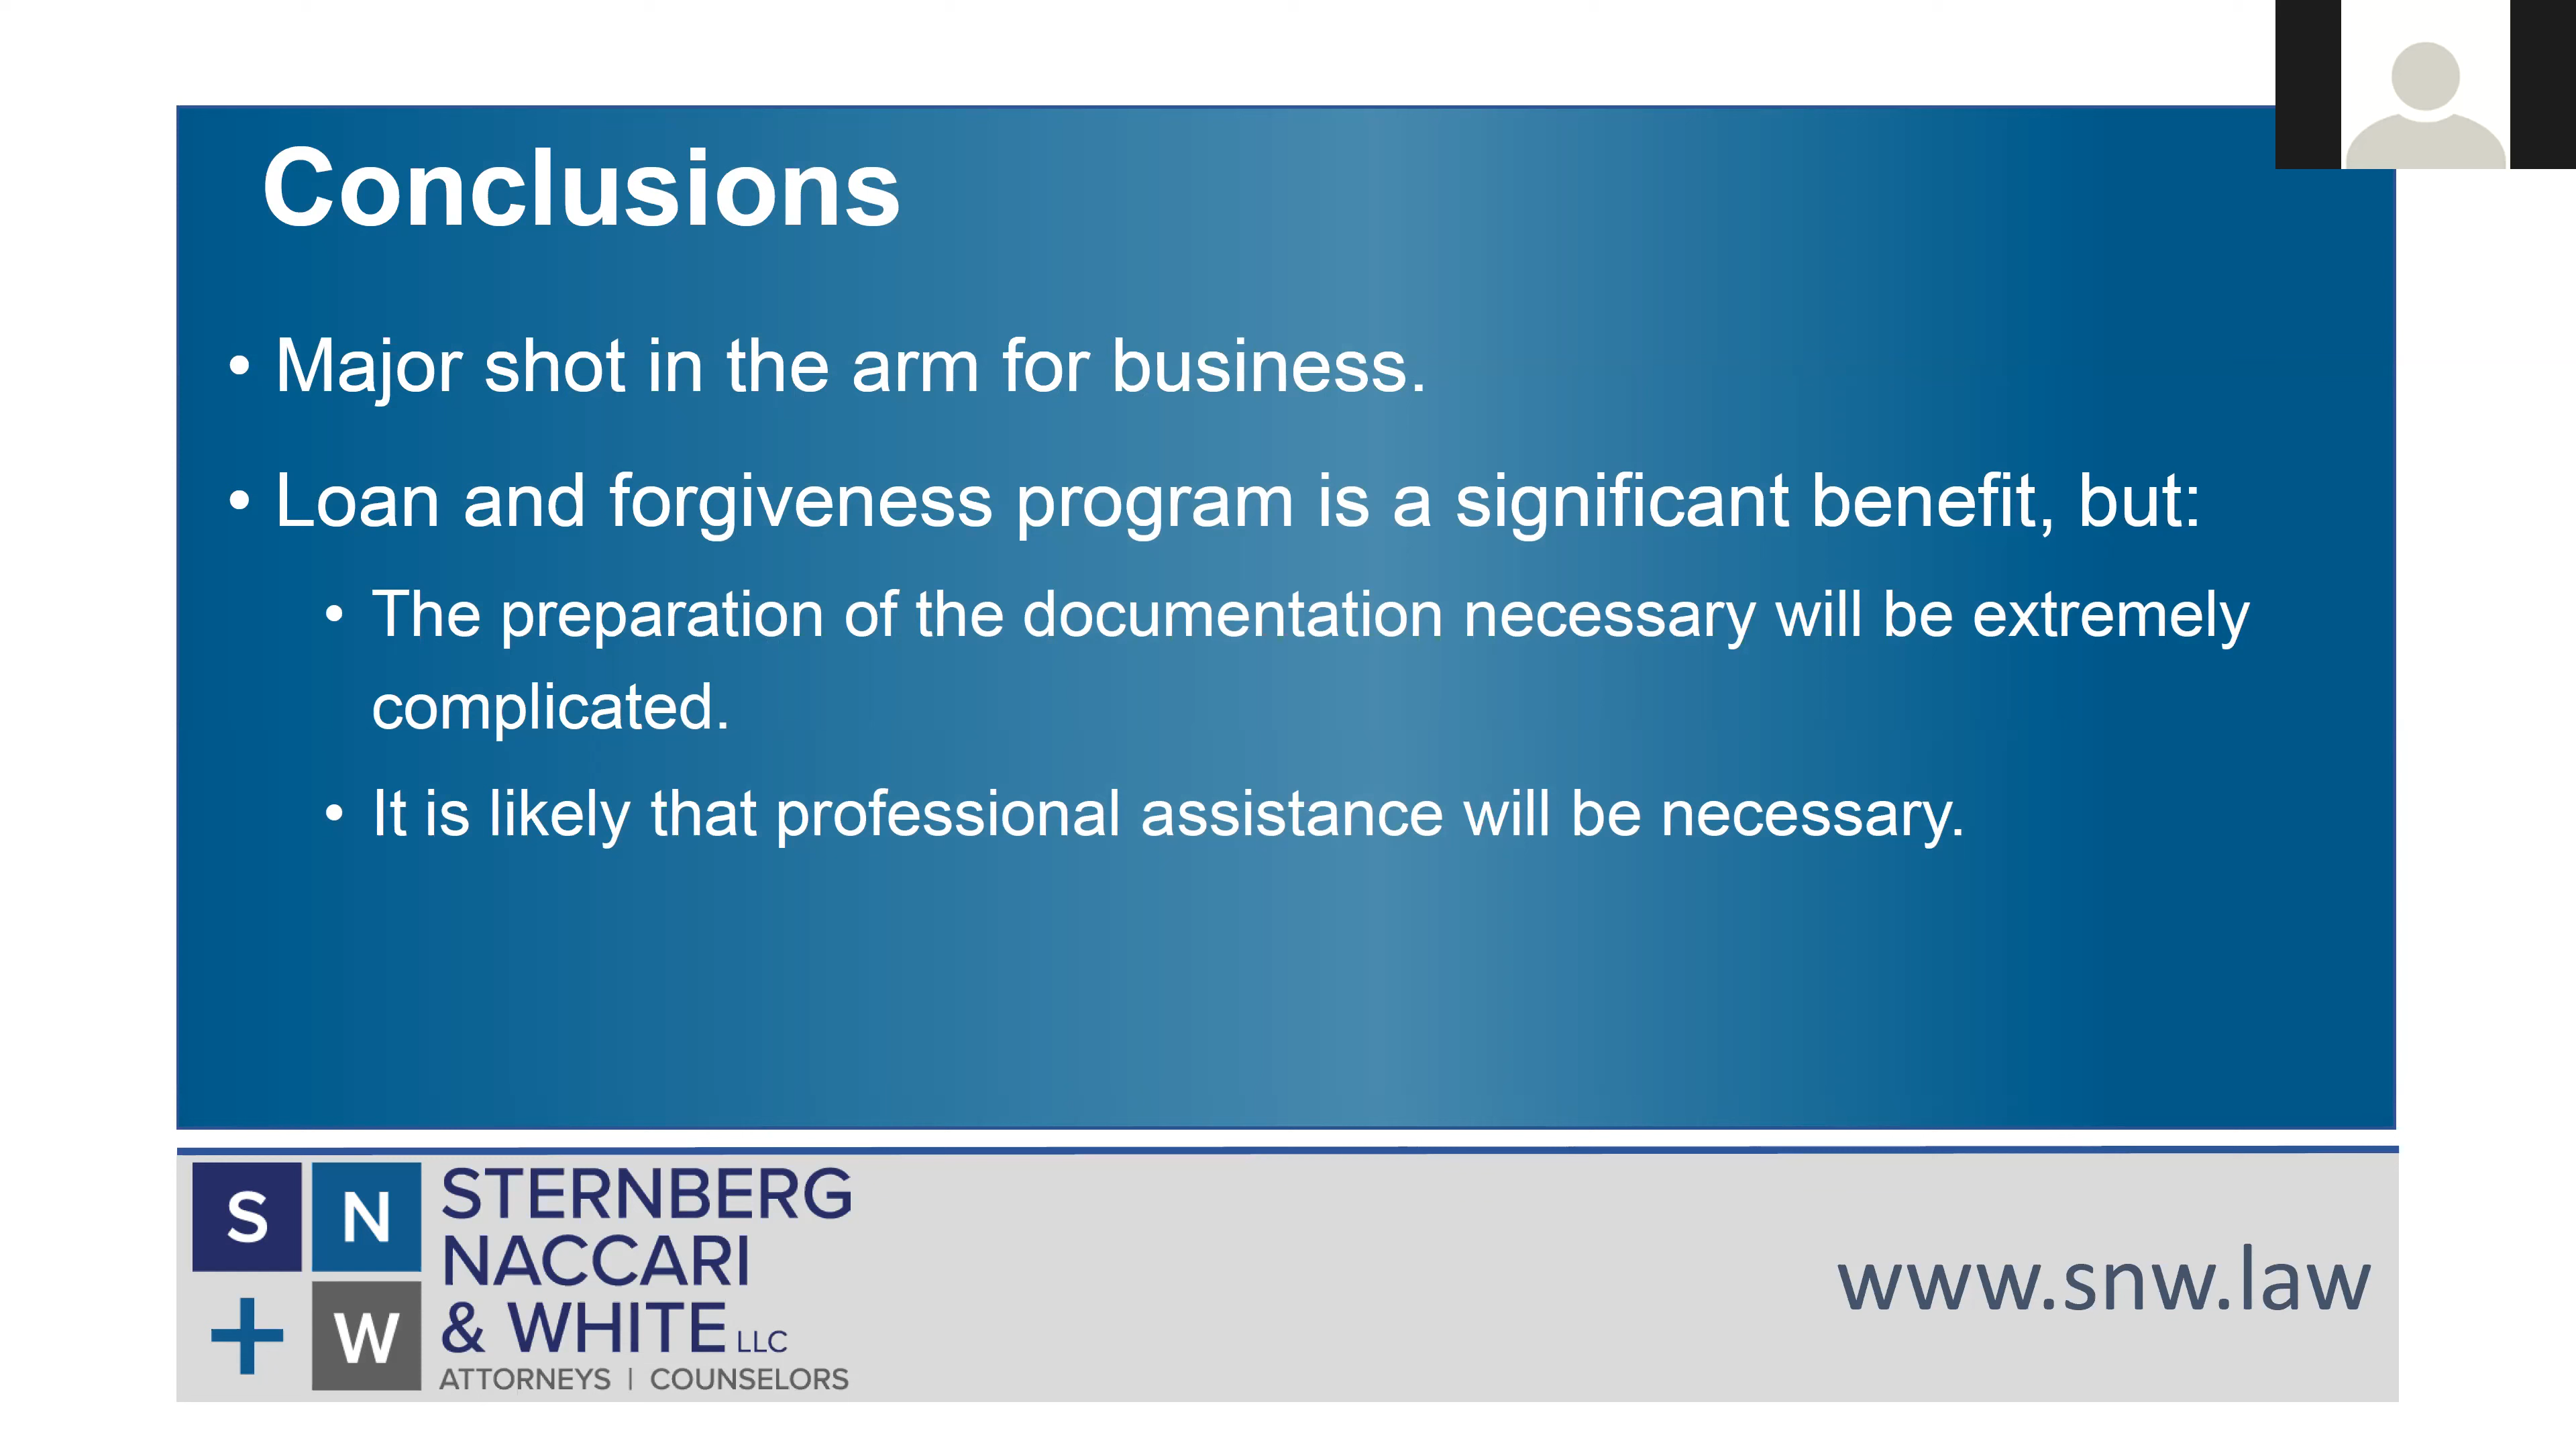 Conclusions
• Major shot in the arm for business.
• Loan and forgiveness program is a significant benefit, but:
• The preparation of the documentation necessary will be extremely
complicated.
• It is likely that professional assistance will be necessary.
S N
+ W
STERNBERG
NACCARI
& WHITE LLC
ATTORNEYS | COUNSELORS
www.snw.law